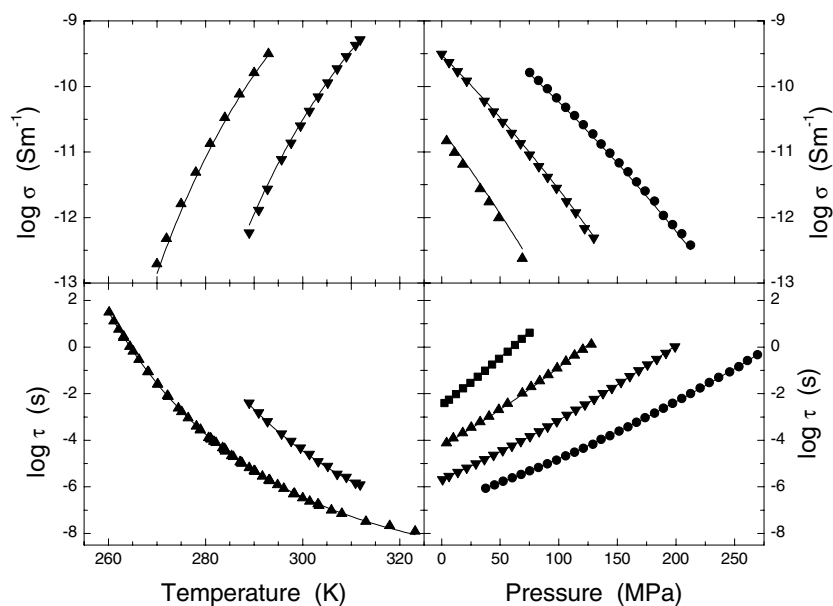 -9
-10
-11
-12
-13
log σ (Sm⁻¹)
-9
-10
-11
-12
-13
log σ (Sm⁻¹)
2
0
-2
-4
-6
-8
log τ (s)
2
0
-2
-4
-6
-8
log τ (s)
260 280 300 320
0 50 100 150 200 250
Temperature (K)
Pressure (MPa)